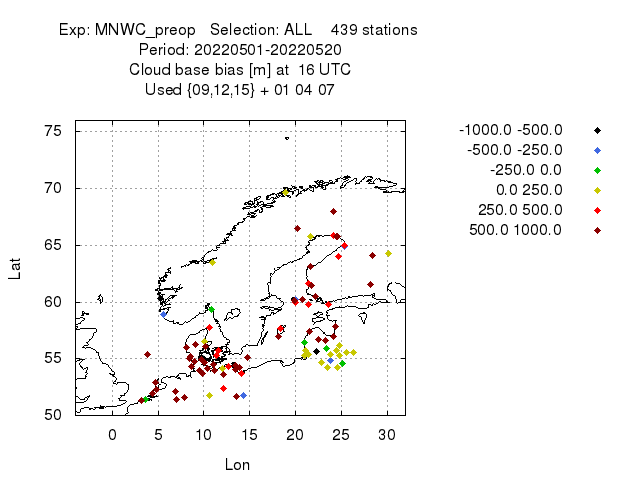 Exp: MNWC_preop   Selection: ALL    439 stations
Period: 20220501-20220520
Cloud base bias [m] at  16 UTC
Used {09,12,15} + 01 04 07
-1000.0 -500.0
-500.0 -250.0
-250.0 0.0
0.0 250.0
250.0 500.0
500.0 1000.0
75
70
65
60
55
50
Lat
0 5 10 15 20 25 30
Lon